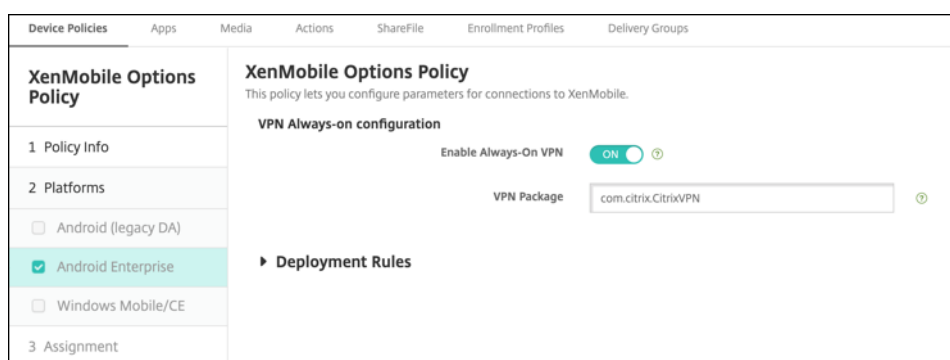 Device Policies Apps Media Actions ShareFile Enrollment Profiles Delivery Groups
XenMobile Options
Policy
1 Policy Info
2 Platforms
Android (legacy DA)
Android Enterprise
Windows Mobile/CE
3 Assignment
XenMobile Options Policy
This policy lets you configure parameters for connections to XenMobile.
VPN Always-on configuration
Enable Always-On VPN ON ?
VPN Package com.citrix.CitrixVPN ?
Deployment Rules